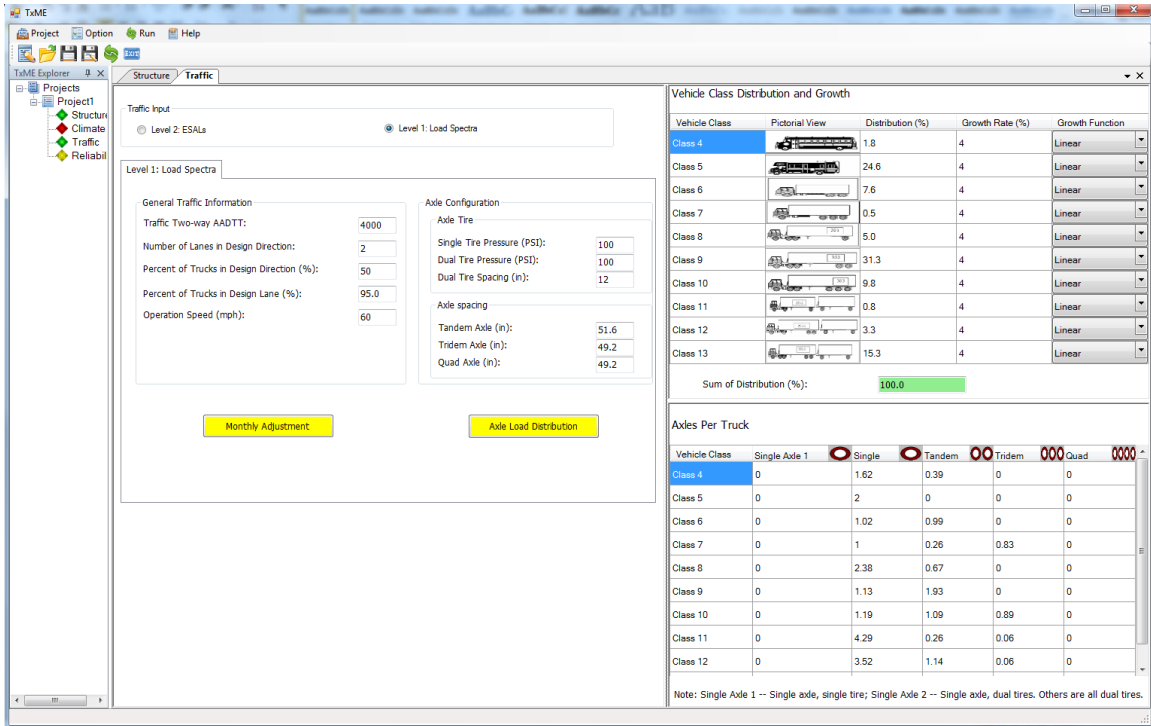 TxME
Project Option Run Help
Exit
TxME Explorer
Structure Traffic
Projects
Project1
Structure
Climate
Traffic
Reliabil
Traffic Input
Level 2: ESALs Level 1: Load Spectra
Level 1: Load Spectra
General Traffic Information
Traffic Two-way AADTT: 4000
Number of Lanes in Design Direction: 2
Percent of Trucks in Design Direction (%): 50
Percent of Trucks in Design Lane (%): 95.0
Operation Speed (mph): 60
Axle Configuration
Axle Tire
Single Tire Pressure (PSI): 100
Dual Tire Pressure (PSI): 100
Dual Tire Spacing (in): 12
Axle spacing
Tandem Axle (in): 51.6
Tridem Axle (in): 49.2
Quad Axle (in): 49.2
Monthly Adjustment Axle Load Distribution
Vehicle Class Distribution and Growth
Vehicle Class Pictorial View Distribution (%) Growth Rate (%) Growth Function
Class 4 1.8 4 Linear
Class 5 24.6 4 Linear
Class 6 7.6 4 Linear
Class 7 0.5 4 Linear
Class 8 5.0 4 Linear
Class 9 31.3 4 Linear
Class 10 9.8 4 Linear
Class 11 0.8 4 Linear
Class 12 3.3 4 Linear
Class 13 15.3 4 Linear
Sum of Distribution (%): 100.0
Axles Per Truck
Vehicle Class Single Axle 1 Single Tandem Tridem Quad
Class 4 0 1.62 0.39 0 0
Class 5 0 2 0 0 0
Class 6 0 1.02 0.99 0 0
Class 7 0 1 0.26 0.83 0
Class 8 0 2.38 0.67 0 0
Class 9 0 1.13 1.93 0 0
Class 10 0 1.19 1.09 0.89 0
Class 11 0 4.29 0.26 0.06 0
Class 12 0 3.52 1.14 0.06 0
Note: Single Axle 1 -- Single axle, single tire; Single Axle 2 -- Single axle, dual tires. Others are all dual tires.